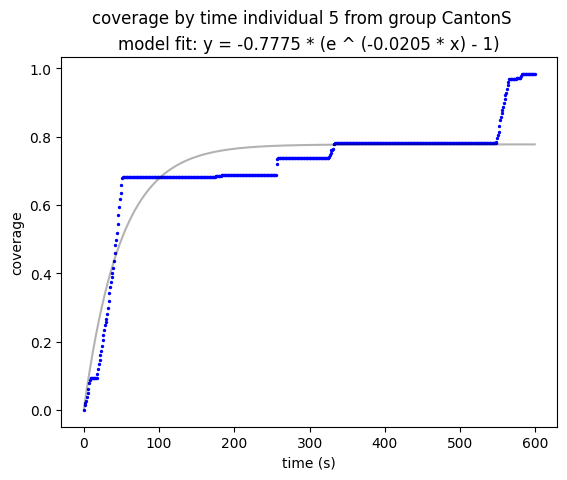 coverage by time individual 5 from group CantonS
model fit: y = -0.7775 * (e ^ (-0.0205 * x) - 1)
1.0
0.8
0.6
0.4
0.2
0.0
coverage
0 100 200 300 400 500 600
time (s)